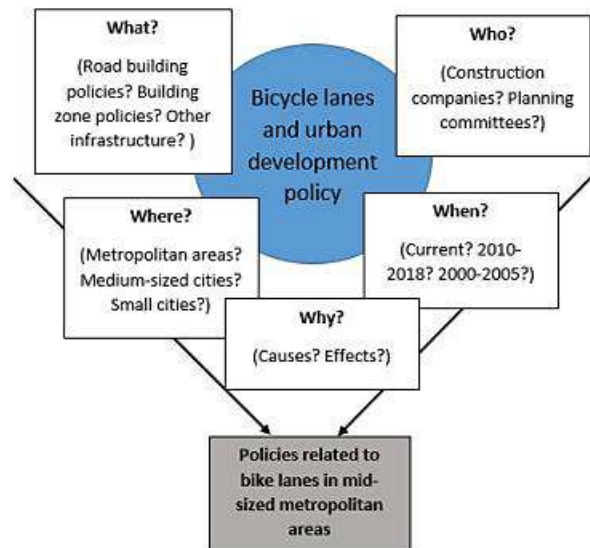 What?
(Road building
policies? Building
zone policies? Other
infrastructure? )
Who?
(Construction
companies? Planning
committees?)
Bicycle lanes
and urban
development
policy
Where?
(Metropolitan areas?
Medium-sized cities?
Small cities?)
When?
(Current? 2010-
2018? 2000-2005?)
Why?
(Causes? Effects?)
Policies related to
bike lanes in mid-
sized metropolitan
areas